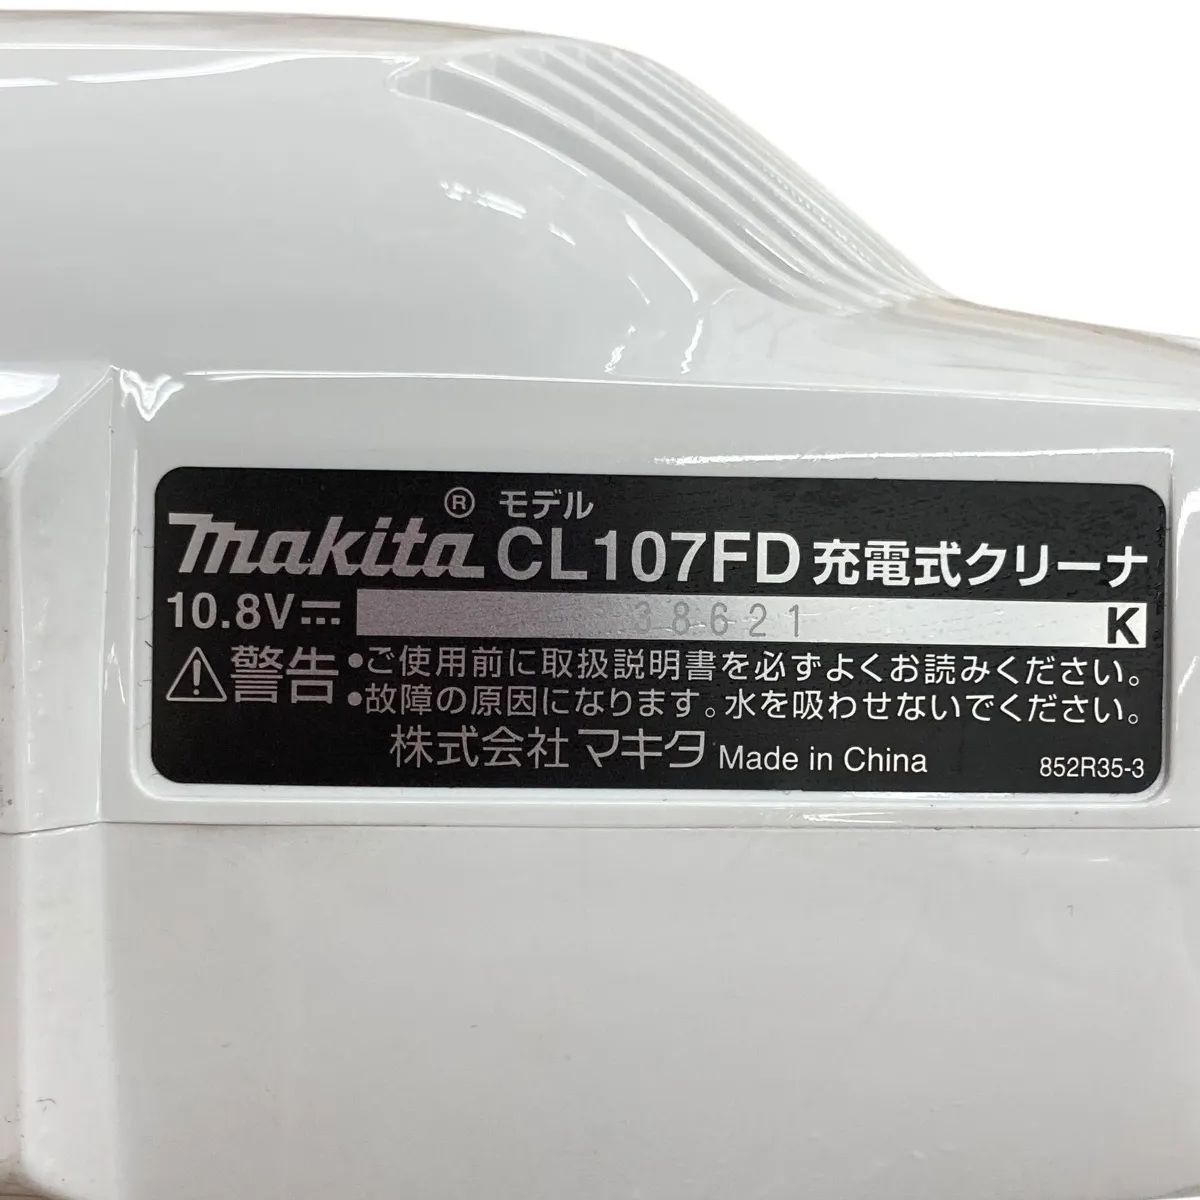 makita® モデル CL107FD 充電式クリーナ
10.8V⎓ 38621 K
⚠警告 •ご使用前に取扱説明書を必ずよくお読みください。
•故障の原因になります。水を吸わせないでください。
株式会社マキタ Made in China 852R35-3